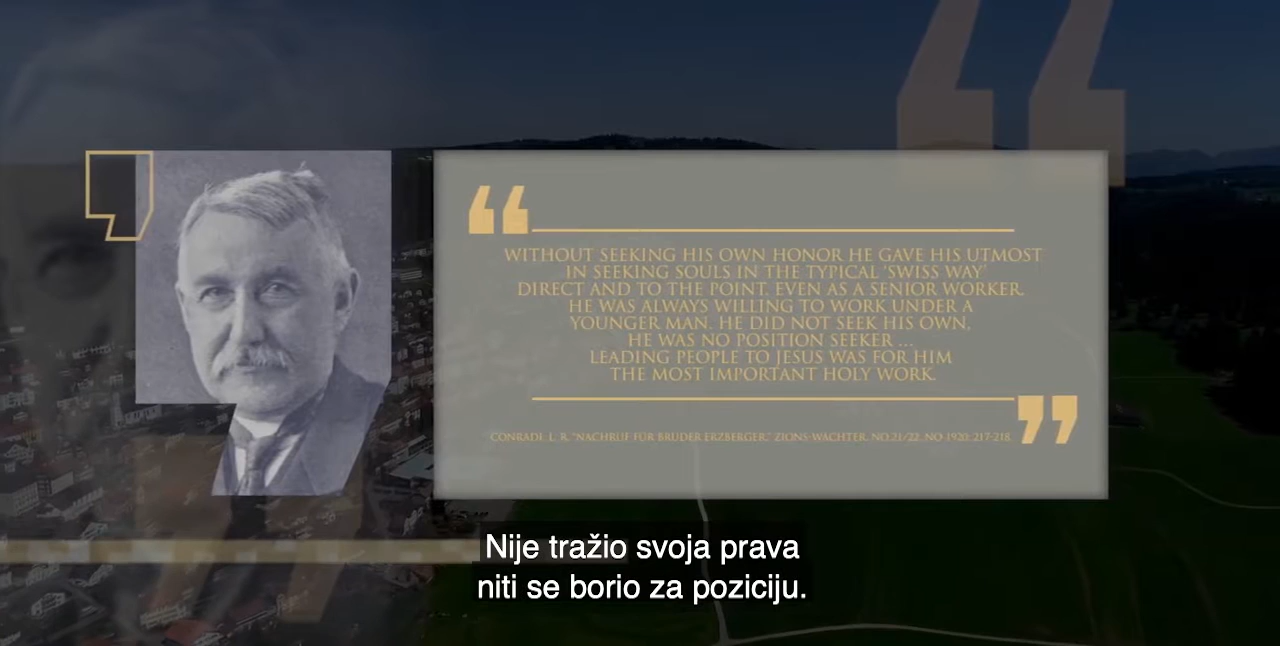 WITHOUT SEEKING HIS OWN HONOR HE GAVE HIS UTMOST
IN SEEKING SOULS IN THE TYPICAL 'SWISS WAY'
DIRECT AND TO THE POINT. EVEN AS A SENIOR WORKER,
HE WAS ALWAYS WILLING TO WORK UNDER A
YOUNGER MAN. HE DID NOT SEEK HIS OWN,
HE WAS NO POSITION SEEKER ...
LEADING PEOPLE TO JESUS WAS FOR HIM
THE MOST IMPORTANT HOLY WORK.
CONRADI, L. R. "NACHRUF FÜR BRUDER ERZBERGER," ZIONS-WÄCHTER, NO.21/22, NO 1920: 217-218.
Nije tražio svoja prava
niti se borio za poziciju.